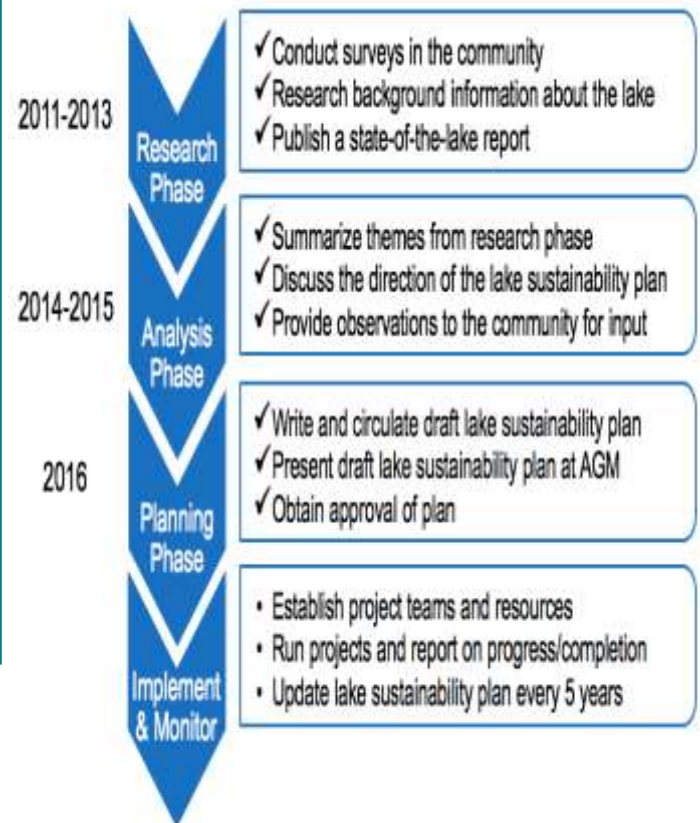 2011-2013
Research
Phase
✓Conduct surveys in the community
✓Research background information about the lake
✓Publish a state-of-the-lake report
2014-2015
Analysis
Phase
✓Summarize themes from research phase
✓Discuss the direction of the lake sustainability plan
✓Provide observations to the community for input
2016
Planning
Phase
✓Write and circulate draft lake sustainability plan
✓Present draft lake sustainability plan at AGM
✓Obtain approval of plan
Implement
& Monitor
• Establish project teams and resources
• Run projects and report on progress/completion
• Update lake sustainability plan every 5 years